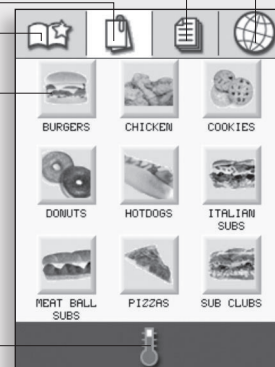 BURGERS
CHICKEN
COOKIES
DONUTS
HOTDOGS
ITALIAN
SUBS
MEAT BALL
SUBS
PIZZAS
SUB CLUBS